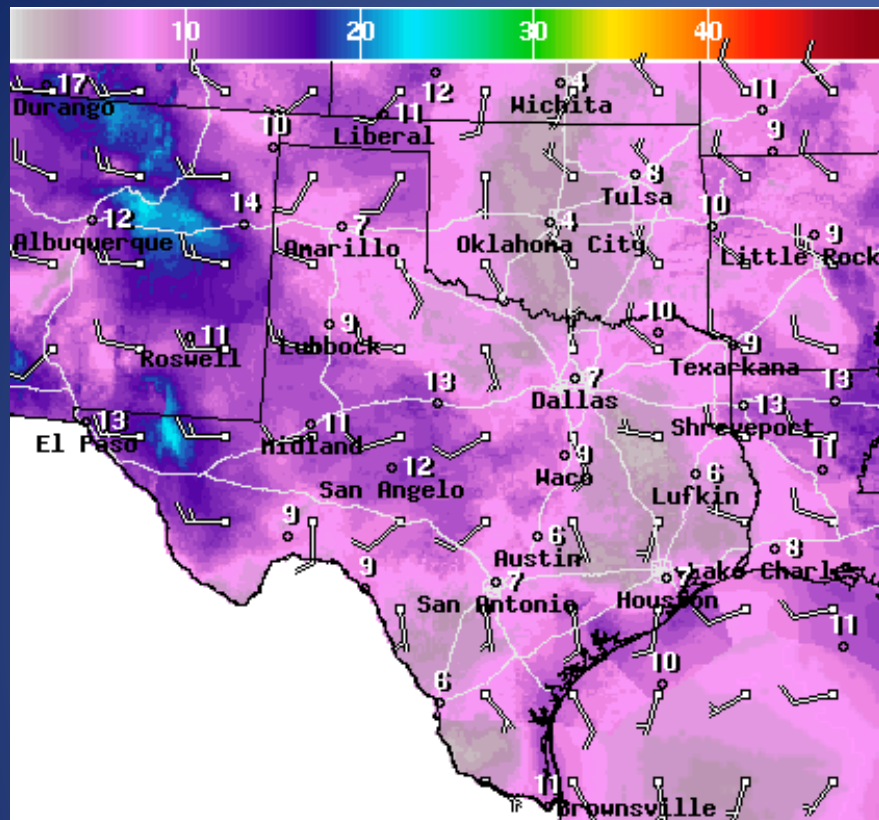 10 20 30 40
17 12 4 11
Durango Liberal 11 Wichita
10 9
8
Tulsa
12 14 7 4 10 9
Albuquerque Amarillo Oklahoma City Little Rock
11 9 10 9
Roswell Lubbock Texarkana
13 7 13 13
Dallas
13 11 Shreveport
El Paso Midland
12 9 6 11
San Angelo Waco Lufkin
9 6 8
Austin Lake Charles
9 7 7
San Antonio Houston
11
6 10
11
Brownsville